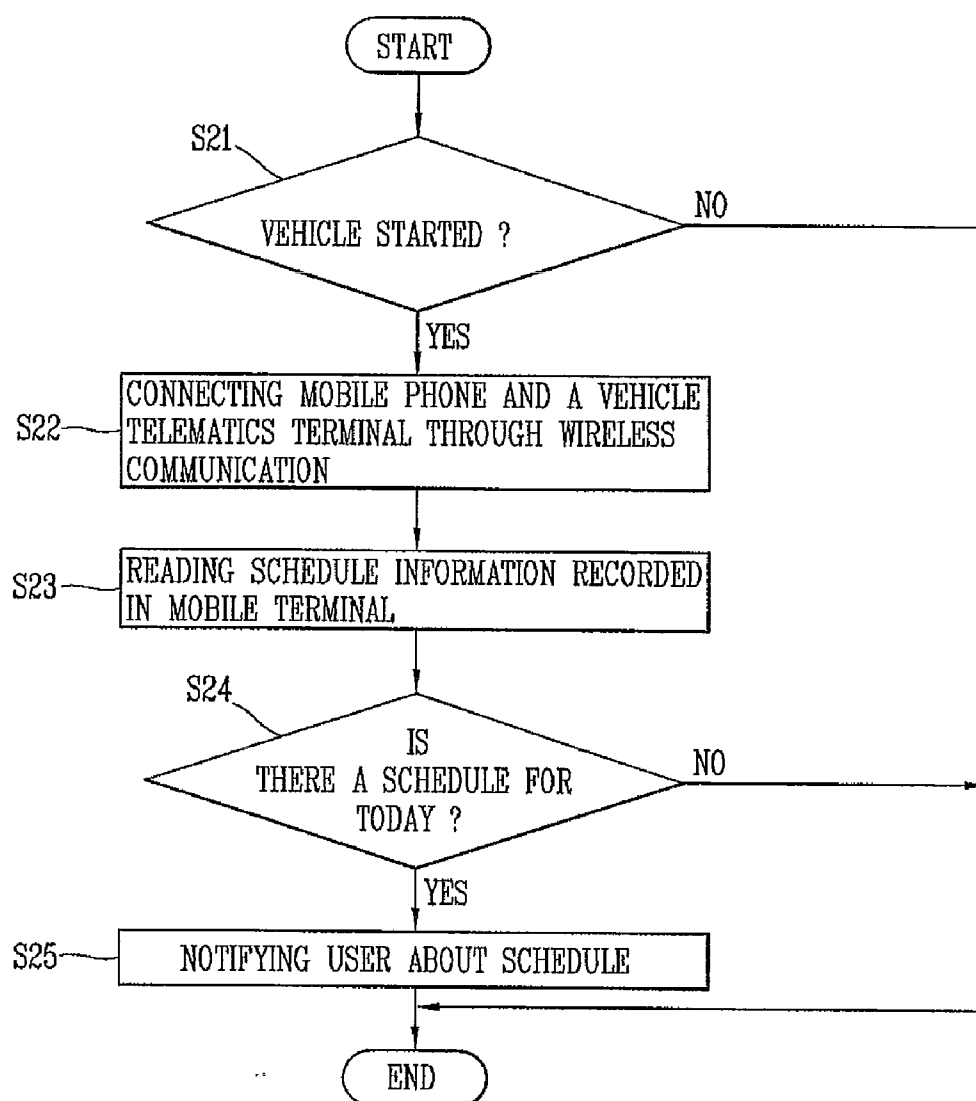 START
S21
VEHICLE STARTED ?
NO
YES
S22
CONNECTING MOBILE PHONE AND A VEHICLE
TELEMATICS TERMINAL THROUGH WIRELESS
COMMUNICATION
S23
READING SCHEDULE INFORMATION RECORDED
IN MOBILE TERMINAL
S24
IS
THERE A SCHEDULE FOR
TODAY ?
NO
YES
S25
NOTIFYING USER ABOUT SCHEDULE
END